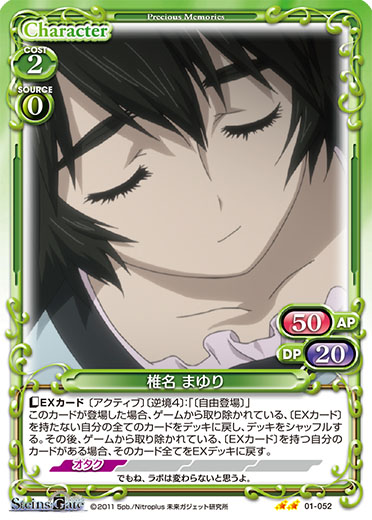 Precious Memories
Character
COST
2
SOURCE
0
50 AP
DP 20
椎名 まゆり
【EXカード〔アクティブ〕〔逆境4〕:「〔自由登場〕」
このカードが登場した場合、ゲームから取り除かれている、〔EXカード〕
を持たない自分の全てのカードをデッキに戻し、デッキをシャッフルす
る。その後、ゲームから取り除かれている、〔EXカード〕を持つ自分の
カードがある場合、そのカード全てをEXデッキに戻す。
オタク
でもね、ラボは変わらないと思うよ。
Steins;Gate ©2011 5pb./Nitroplus 未来ガジェット研究所 01-052